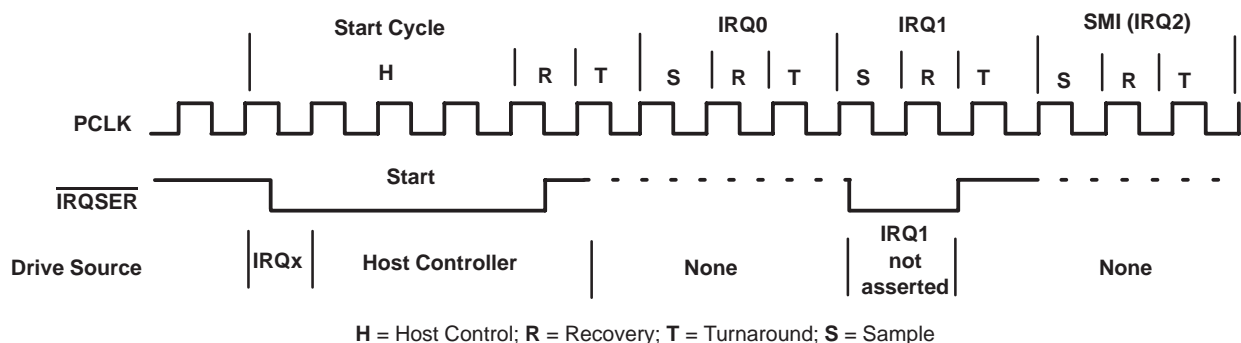 Start Cycle IRQ0 IRQ1 SMI (IRQ2)
H R T S R T S R T S R T
PCLK
IRQSER Start
Drive Source IRQx Host Controller None IRQ1 not asserted None
H = Host Control; R = Recovery; T = Turnaround; S = Sample